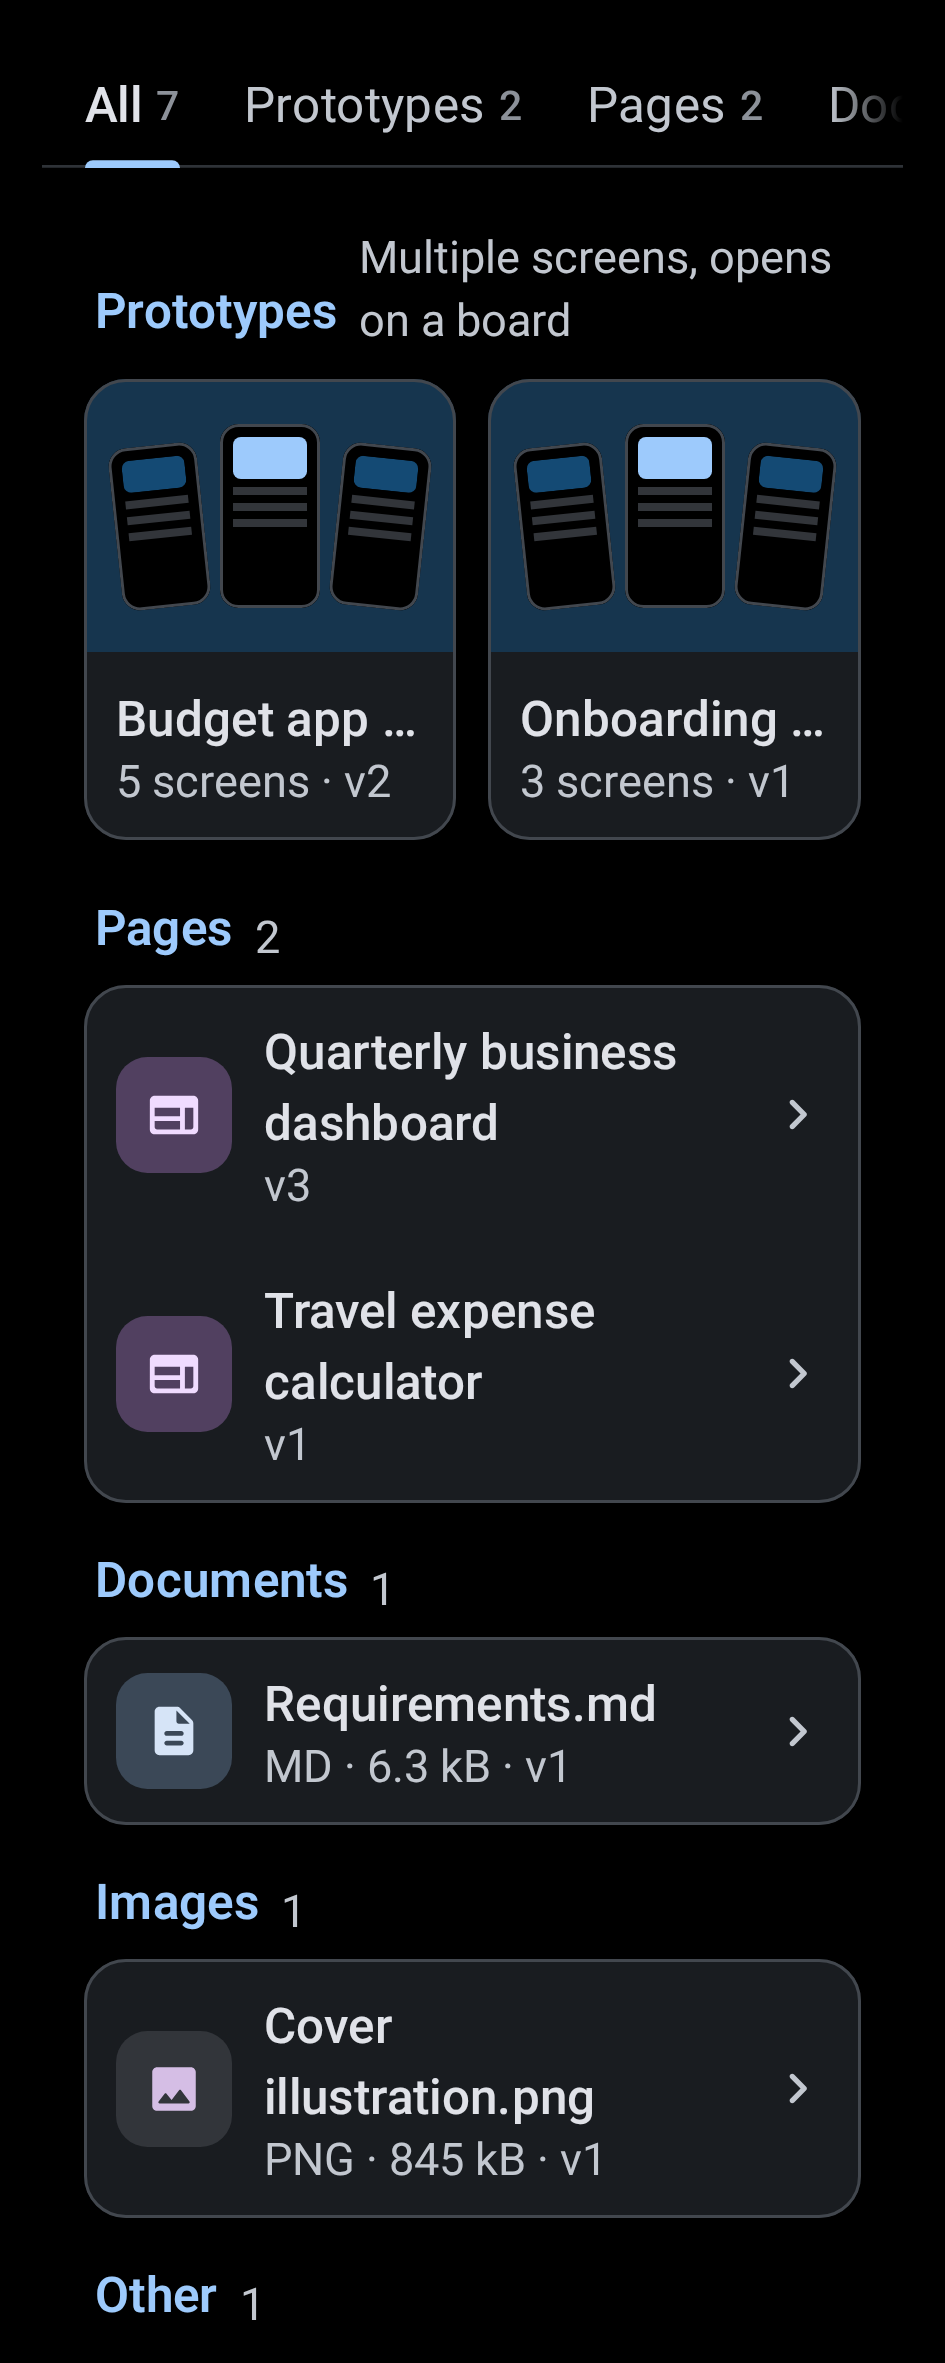 All 7 Prototypes 2 Pages 2 Doc
Prototypes Multiple screens, opens
on a board
Budget app ...
5 screens · v2
Onboarding ...
3 screens · v1
Pages 2
Quarterly business
dashboard
v3
Travel expense
calculator
v1
Documents 1
Requirements.md
MD · 6.3 kB · v1
Images 1
Cover
illustration.png
PNG · 845 kB · v1
Other 1